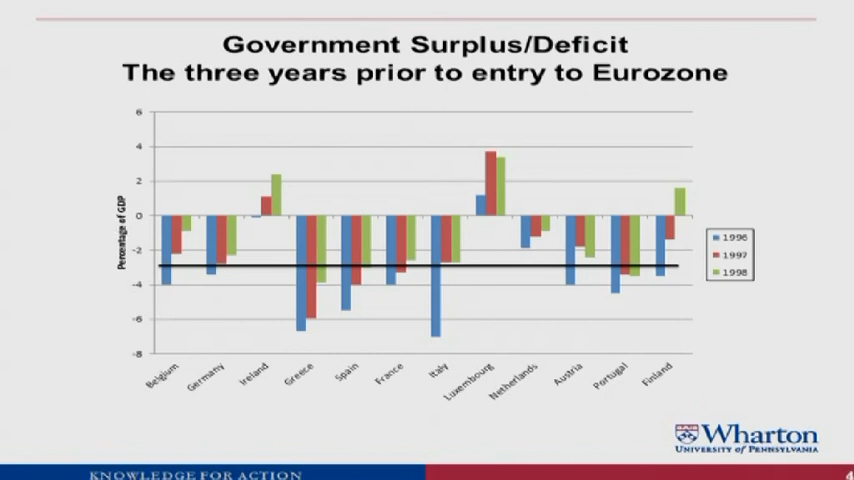 Government Surplus/Deficit
The three years prior to entry to Eurozone
6
4
2
0
-2
-4
-6
-8
Percentage of GDP
Belgium
Germany
Ireland
Greece
Spain
France
Italy
Luxembourg
Netherlands
Austria
Portugal
Finland
1996
1997
1998
Wharton
UNIVERSITY of PENNSYLVANIA
KNOWLEDGE FOR ACTION
4